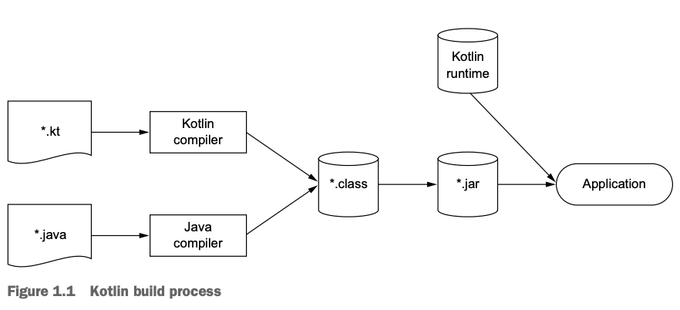 Kotlin
runtime
*.kt
Kotlin
compiler
*.class
*.jar
Application
*.java
Java
compiler
Figure 1.1 Kotlin build process